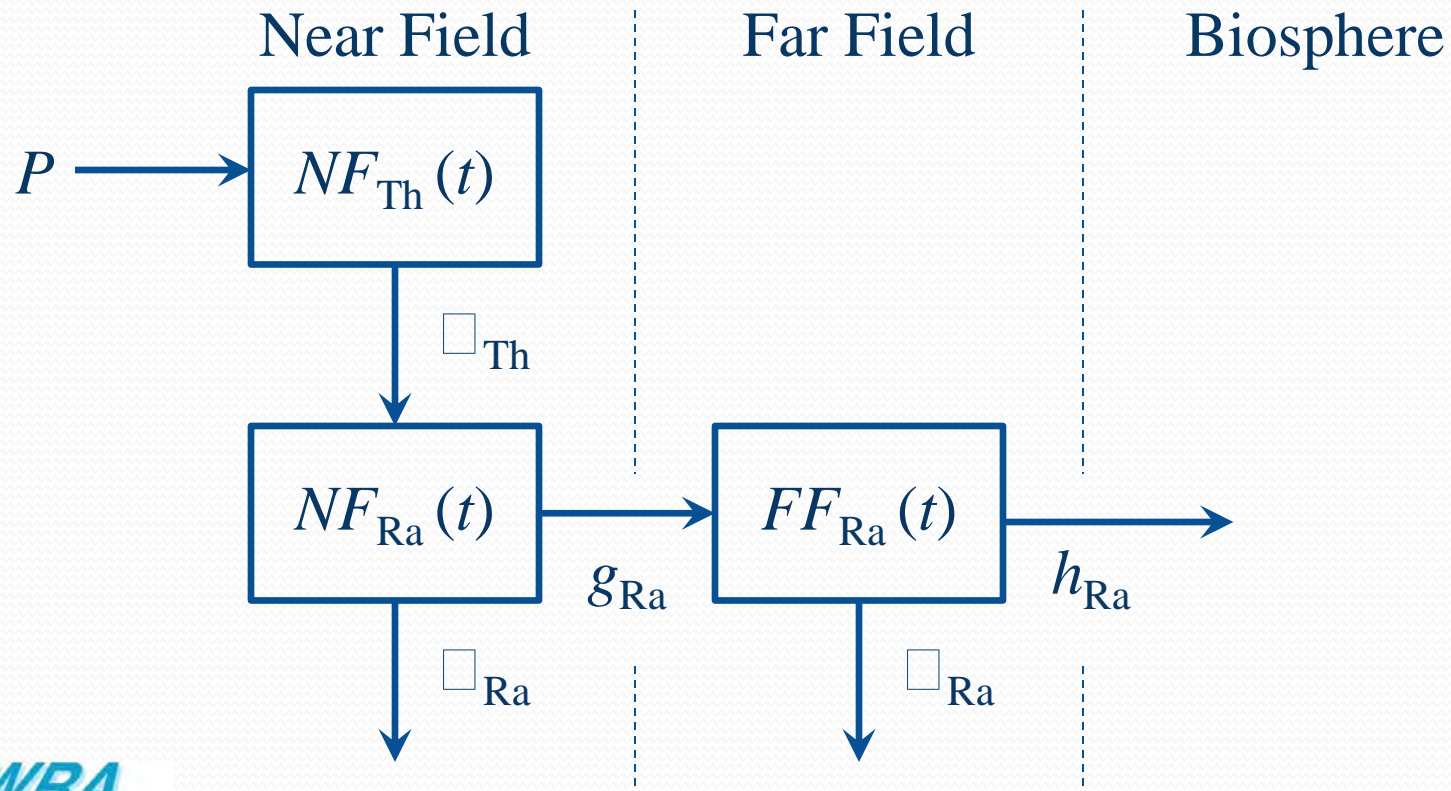 Near Field Far Field Biosphere
P
NF_Th (t)
□_Th
NF_Ra (t)
g_Ra
FF_Ra (t)
h_Ra
□_Ra
□_Ra